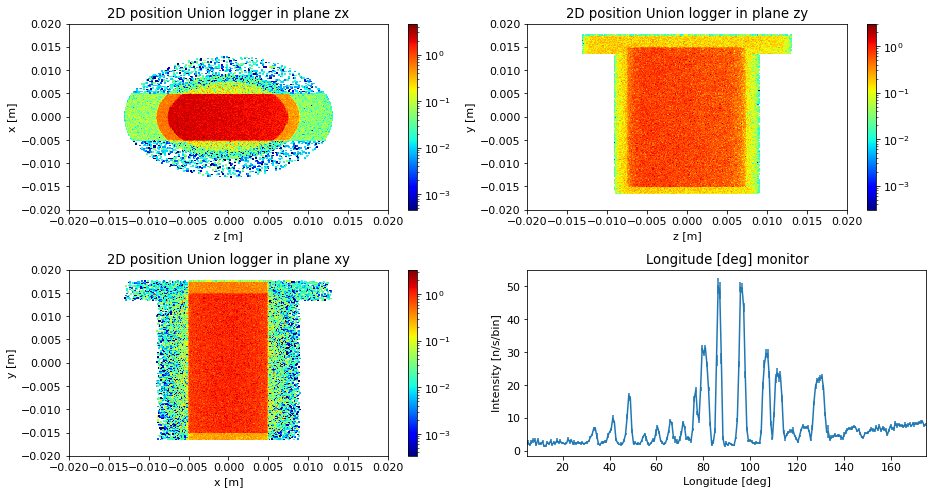 2D position Union logger in plane zx
0.020
0.015
0.010
0.005
0.000
−0.005
−0.010
−0.015
−0.020
x [m]
−0.020−0.015−0.010−0.005 0.000 0.005 0.010 0.015 0.020
z [m]
10⁰
10⁻¹
10⁻²
10⁻³
2D position Union logger in plane zy
0.020
0.015
0.010
0.005
0.000
−0.005
−0.010
−0.015
−0.020
y [m]
−0.020−0.015−0.010−0.005 0.000 0.005 0.010 0.015 0.020
z [m]
10⁰
10⁻¹
10⁻²
10⁻³
2D position Union logger in plane xy
0.020
0.015
0.010
0.005
0.000
−0.005
−0.010
−0.015
−0.020
y [m]
−0.020−0.015−0.010−0.005 0.000 0.005 0.010 0.015 0.020
x [m]
10⁰
10⁻¹
10⁻²
10⁻³
Longitude [deg] monitor
50
40
30
20
10
0
Intensity [n/s/bin]
20 40 60 80 100 120 140 160
Longitude [deg]